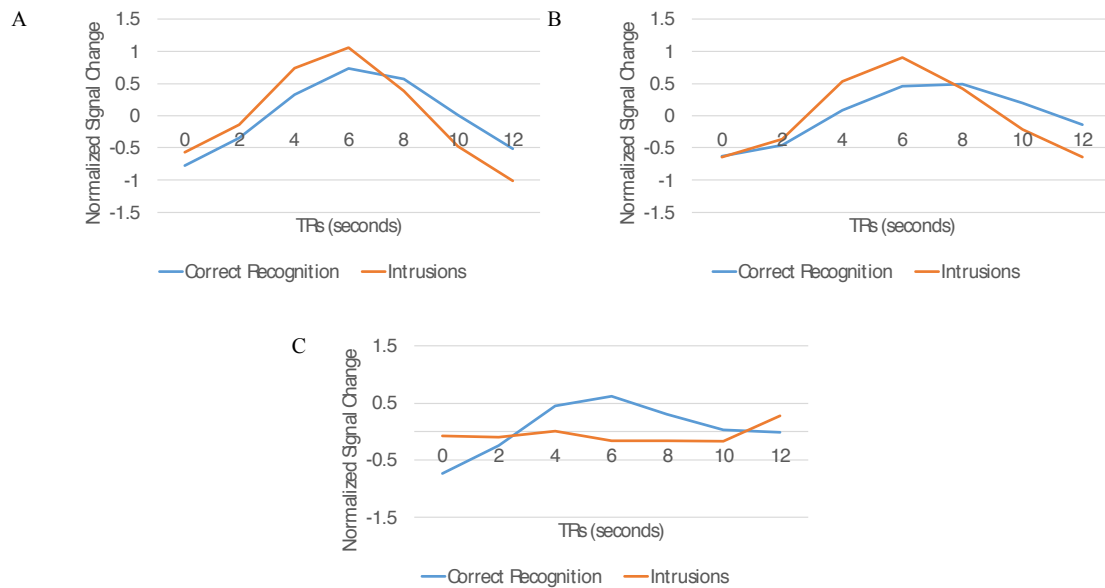 A
Normalized Signal Change
1.5
1
0.5
0
-0.5
-1
-1.5
0 2 4 6 8 10 12
TRs (seconds)
Correct Recognition Intrusions
B
Normalized Signal Change
1.5
1
0.5
0
-0.5
-1
-1.5
0 2 4 6 8 10 12
TRs (seconds)
Correct Recognition Intrusions
C
Normalized Signal Change
1.5
0.5
-0.5
-1.5
0 2 4 6 8 10 12
TRs (seconds)
Correct Recognition Intrusions